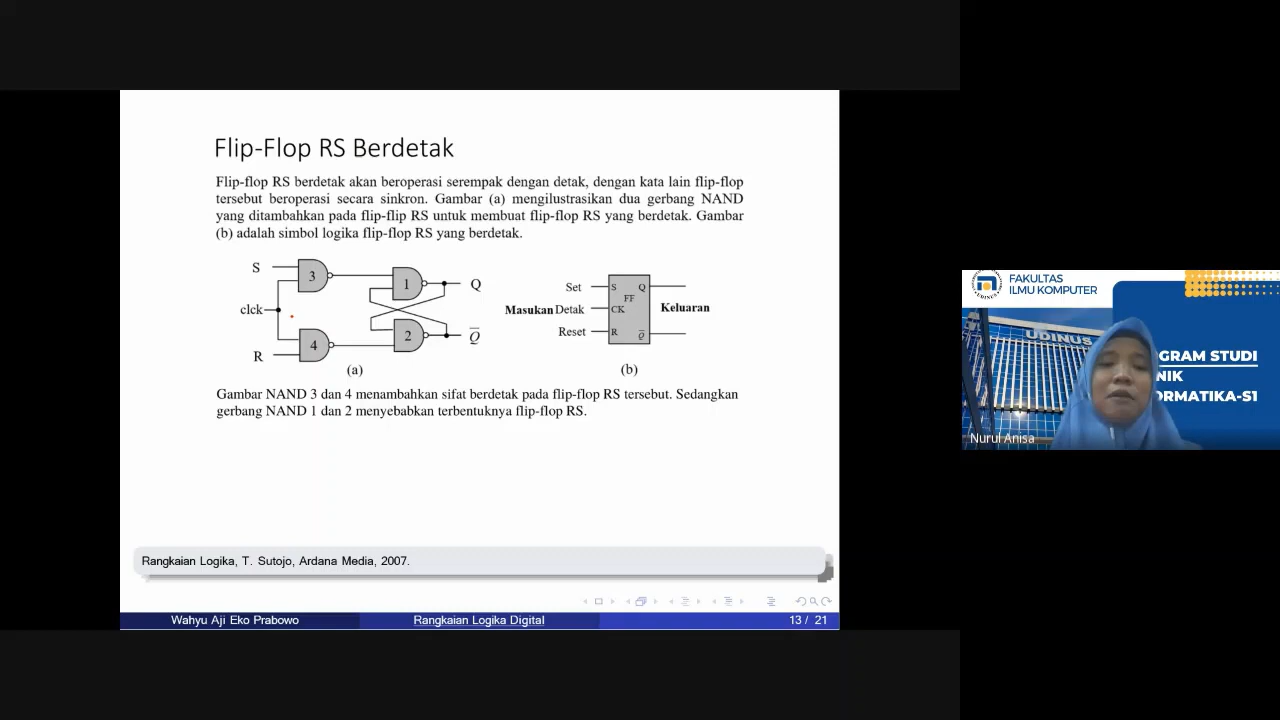 Flip-Flop RS Berdetak
Flip-flop RS berdetak akan beroperasi serempak dengan detak, dengan kata lain flip-flop
tersebut beroperasi secara sinkron. Gambar (a) mengilustrasikan dua gerbang NAND
yang ditambahkan pada flip-flip RS untuk membuat flip-flop RS yang berdetak. Gambar
(b) adalah simbol logika flip-flop RS yang berdetak.
S
3
1
Q
clck
4
2
Q̅
R
(a)
Set
S
Q
FF
Masukan
Detak
CK
Keluaran
Reset
R
Q̅
(b)
Gambar NAND 3 dan 4 menambahkan sifat berdetak pada flip-flop RS tersebut. Sedangkan
gerbang NAND 1 dan 2 menyebabkan terbentuknya flip-flop RS.
Rangkaian Logika, T. Sutojo, Ardana Media, 2007.
Wahyu Aji Eko Prabowo
Rangkaian Logika Digital
13 / 21
FAKULTAS
ILMU KOMPUTER
UDINUS
GRAM STUDI
NIK
ORMATIKA-S1
Nurul Anisa